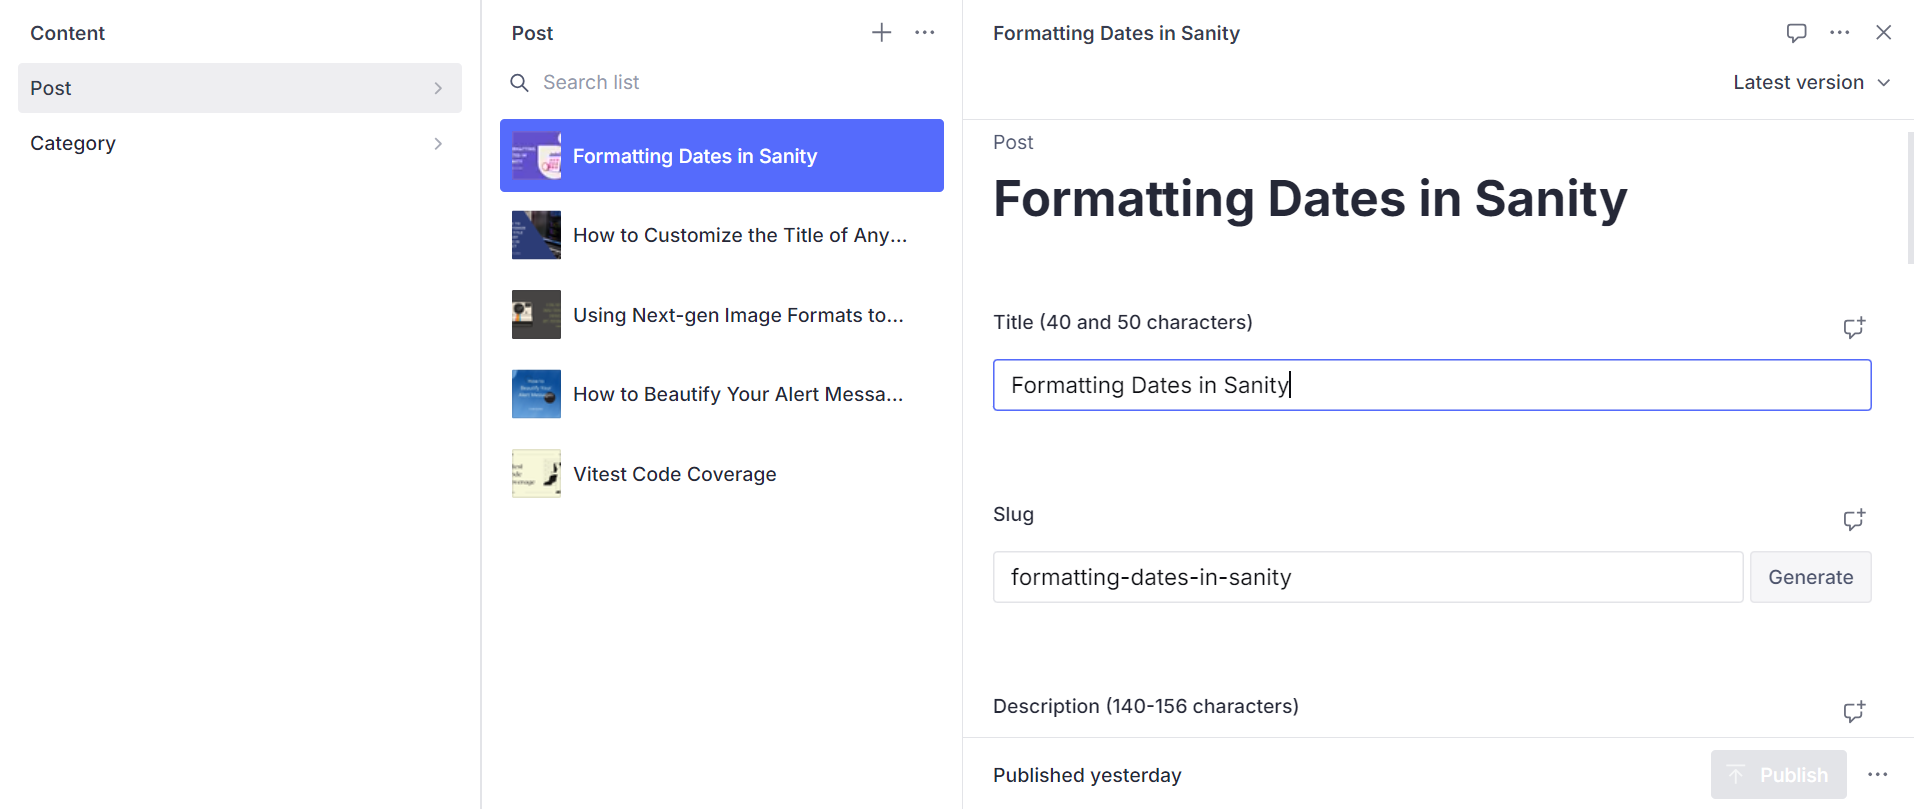 Content
Post
Category
Post
Search list
Formatting Dates in Sanity
How to Customize the Title of Any...
Using Next-gen Image Formats to...
How to Beautify Your Alert Messa...
Vitest Code Coverage
Formatting Dates in Sanity
Latest version
Post
Formatting Dates in Sanity
Title (40 and 50 characters)
Formatting Dates in Sanity
Slug
formatting-dates-in-sanity
Generate
Description (140-156 characters)
Published yesterday
Publish